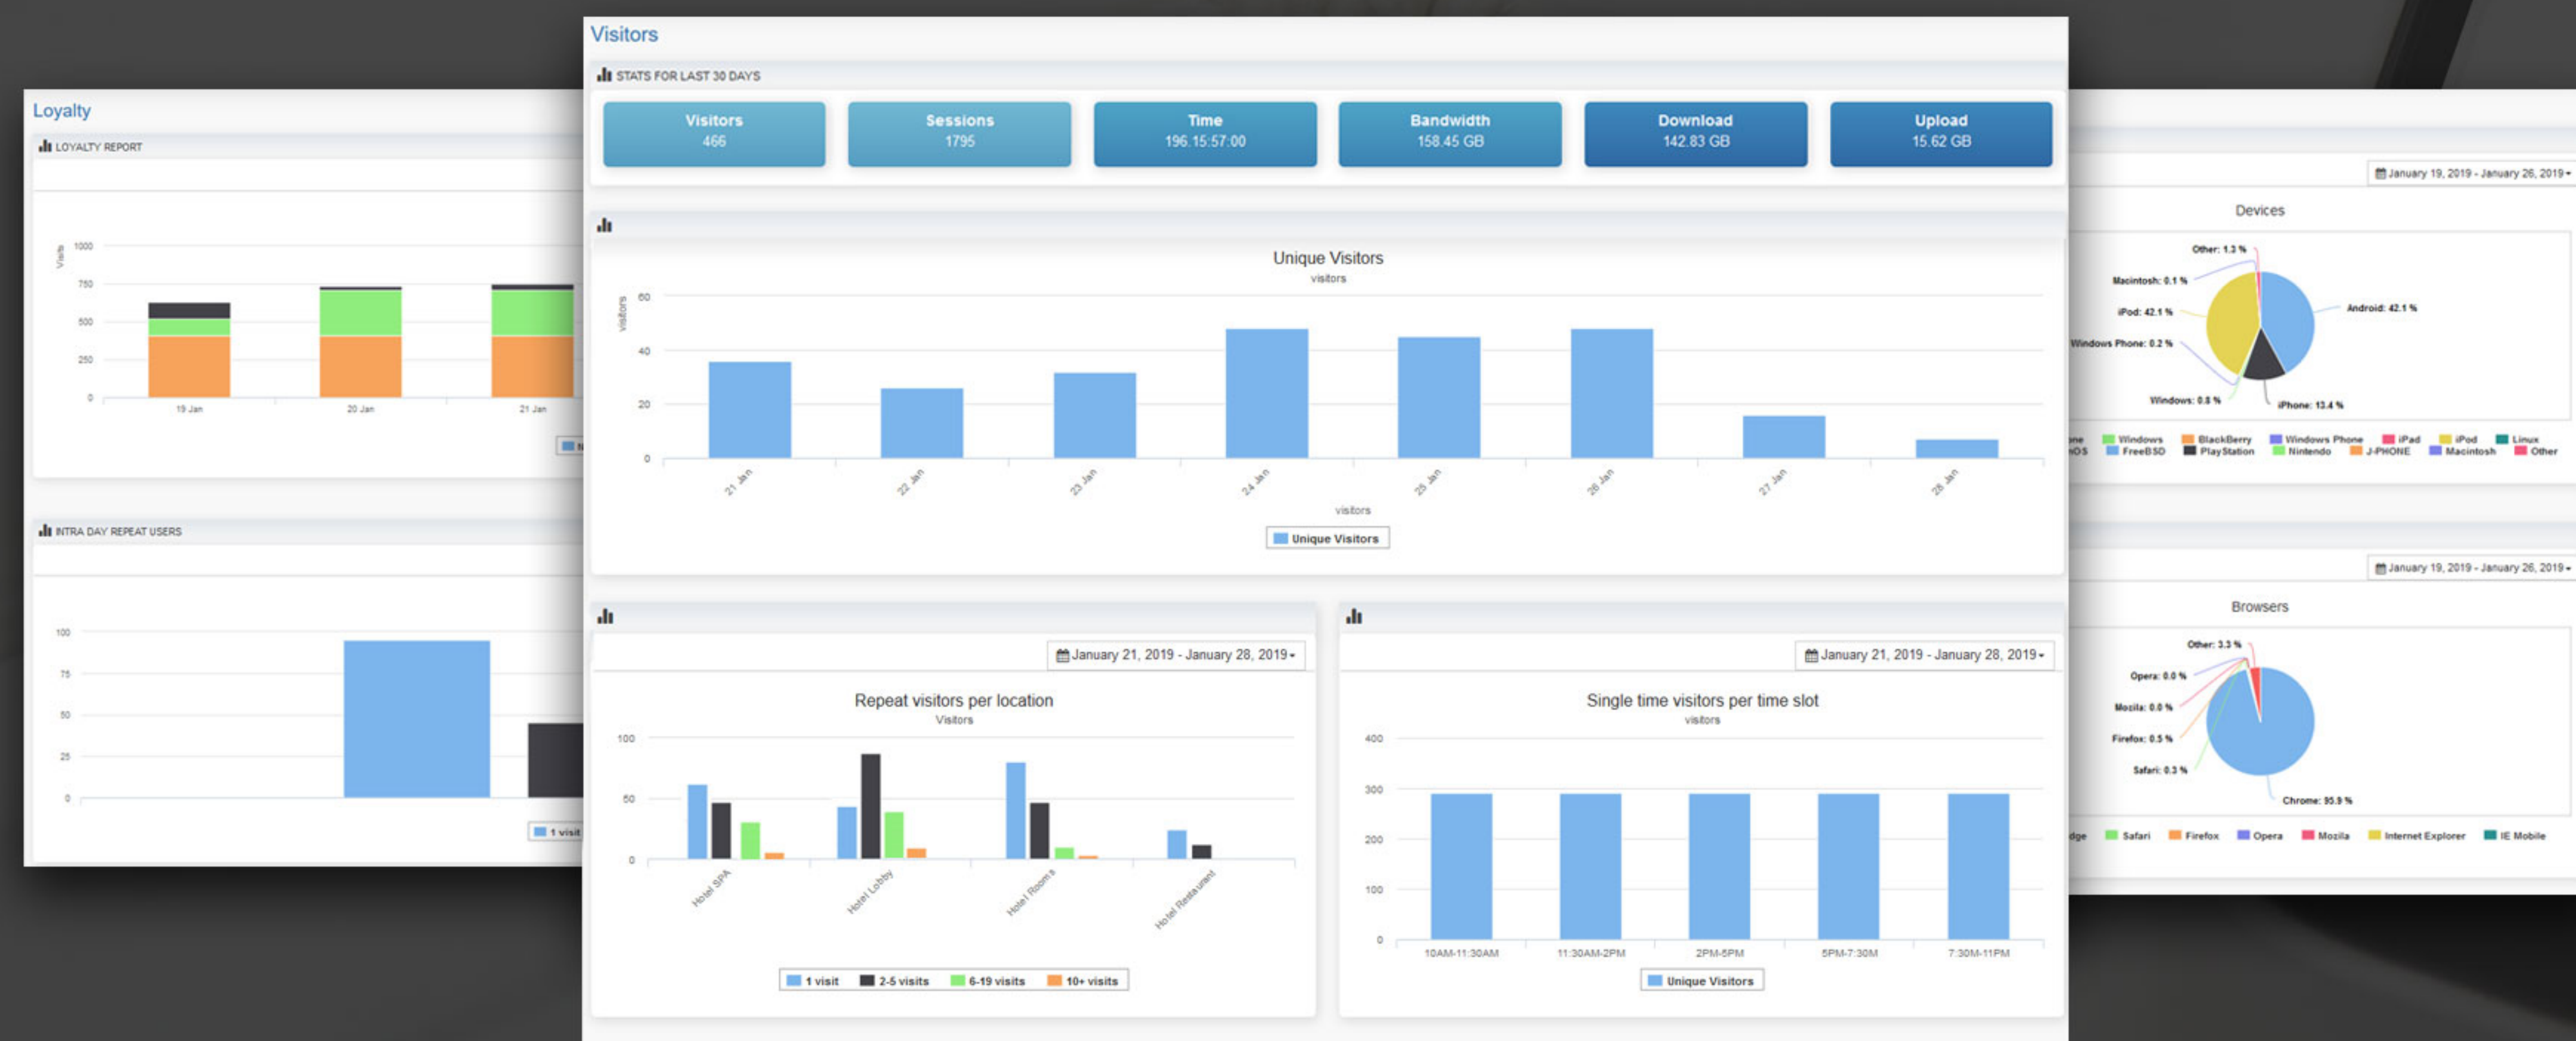 Loyalty
LOYALTY REPORT
Visits
1000
750
500
250
0
19 Jan
20 Jan
21 Jan
INTRA DAY REPEAT USERS
100
75
50
25
0
1 visit
Visitors
STATS FOR LAST 30 DAYS
Visitors
466
Sessions
1795
Time
196.15:57:00
Bandwidth
158.45 GB
Download
142.83 GB
Upload
15.62 GB
Unique Visitors
visitors
visitors
60
40
20
0
21 Jan
22 Jan
23 Jan
24 Jan
25 Jan
26 Jan
27 Jan
28 Jan
visitors
Unique Visitors
January 21, 2019 - January 28, 2019
Repeat visitors per location
Visitors
100
50
0
Hotel SPA
Hotel Lobby
Hotel Rooms
Hotel Restaurant
1 visit 2-5 visits 6-19 visits 10+ visits
January 21, 2019 - January 28, 2019
Single time visitors per time slot
visitors
400
300
200
100
0
10AM-11:30AM
11:30AM-2PM
2PM-5PM
5PM-7:30M
7:30M-11PM
Unique Visitors
January 19, 2019 - January 26, 2019
Devices
Other: 1.3 %
Macintosh: 0.1 %
iPod: 42.1 %
Android: 42.1 %
Windows Phone: 0.2 %
Windows: 0.8 %
iPhone: 13.4 %
Windows BlackBerry Windows Phone iPad iPod Linux
FreeBSD PlayStation Nintendo J-PHONE Macintosh Other
January 19, 2019 - January 26, 2019
Browsers
Other: 3.3 %
Opera: 0.0 %
Mozila: 0.0 %
Firefox: 0.5 %
Safari: 0.3 %
Chrome: 95.9 %
Safari Firefox Opera Mozila Internet Explorer IE Mobile